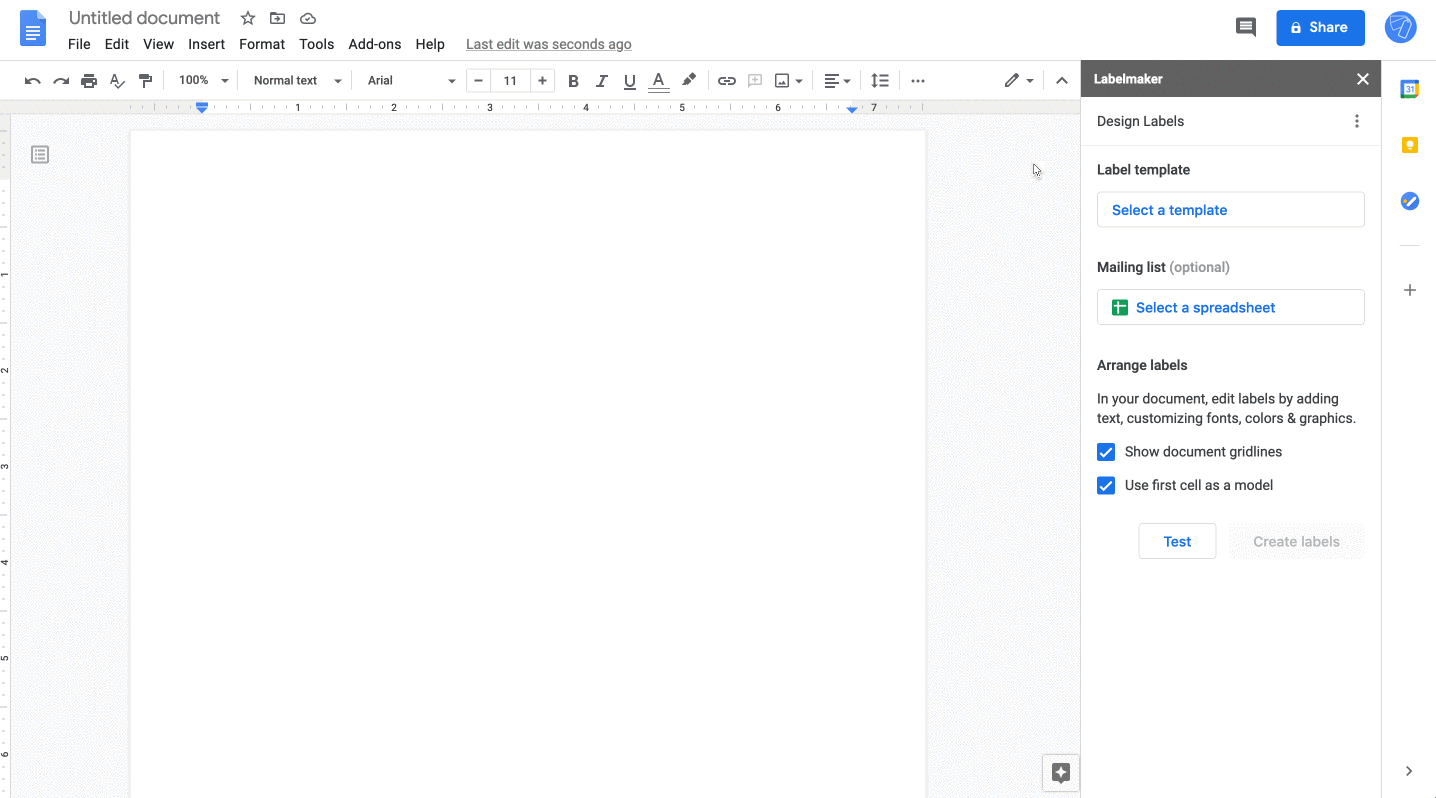 Untitled document
File Edit View Insert Format Tools Add-ons Help Last edit was seconds ago
Share
100% Normal text Arial 11
1 2 3 4 5 6 7
Labelmaker
Design Labels
Label template
Select a template
Mailing list (optional)
Select a spreadsheet
Arrange labels
In your document, edit labels by adding
text, customizing fonts, colors & graphics.
Show document gridlines
Use first cell as a model
Test Create labels
31
1
2
3
4
5
6